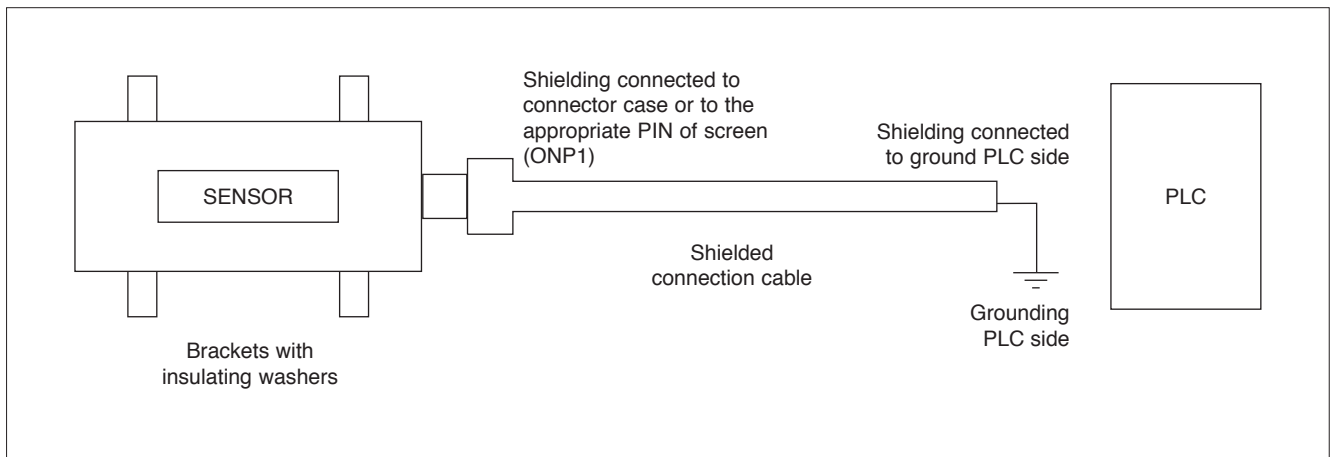 Shielding connected to
connector case or to the
appropriate PIN of screen
(ONP1)
Shielding connected
to ground PLC side
SENSOR
PLC
Shielded
connection cable
Grounding
PLC side
Brackets with
insulating washers